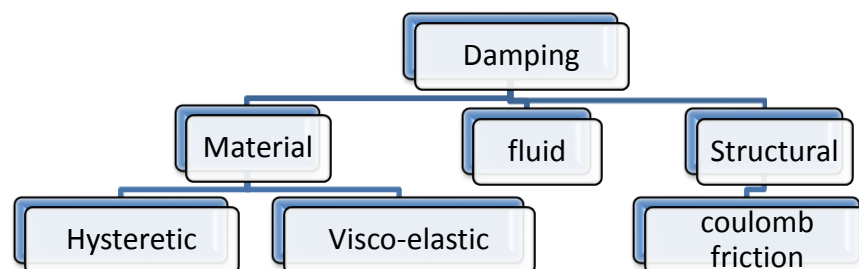 Damping
Material
fluid
Structural
Hysteretic
Visco-elastic
coulomb
friction